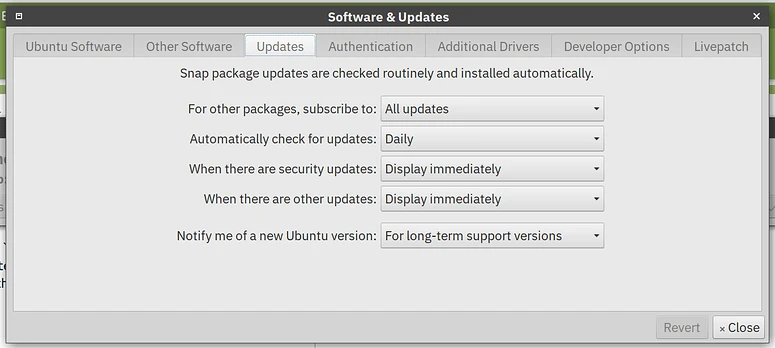 Software & Updates
Ubuntu Software
Other Software
Updates
Authentication
Additional Drivers
Developer Options
Livepatch
Snap package updates are checked routinely and installed automatically.
For other packages, subscribe to: All updates
Automatically check for updates: Daily
When there are security updates: Display immediately
When there are other updates: Display immediately
Notify me of a new Ubuntu version: For long-term support versions
Revert
× Close